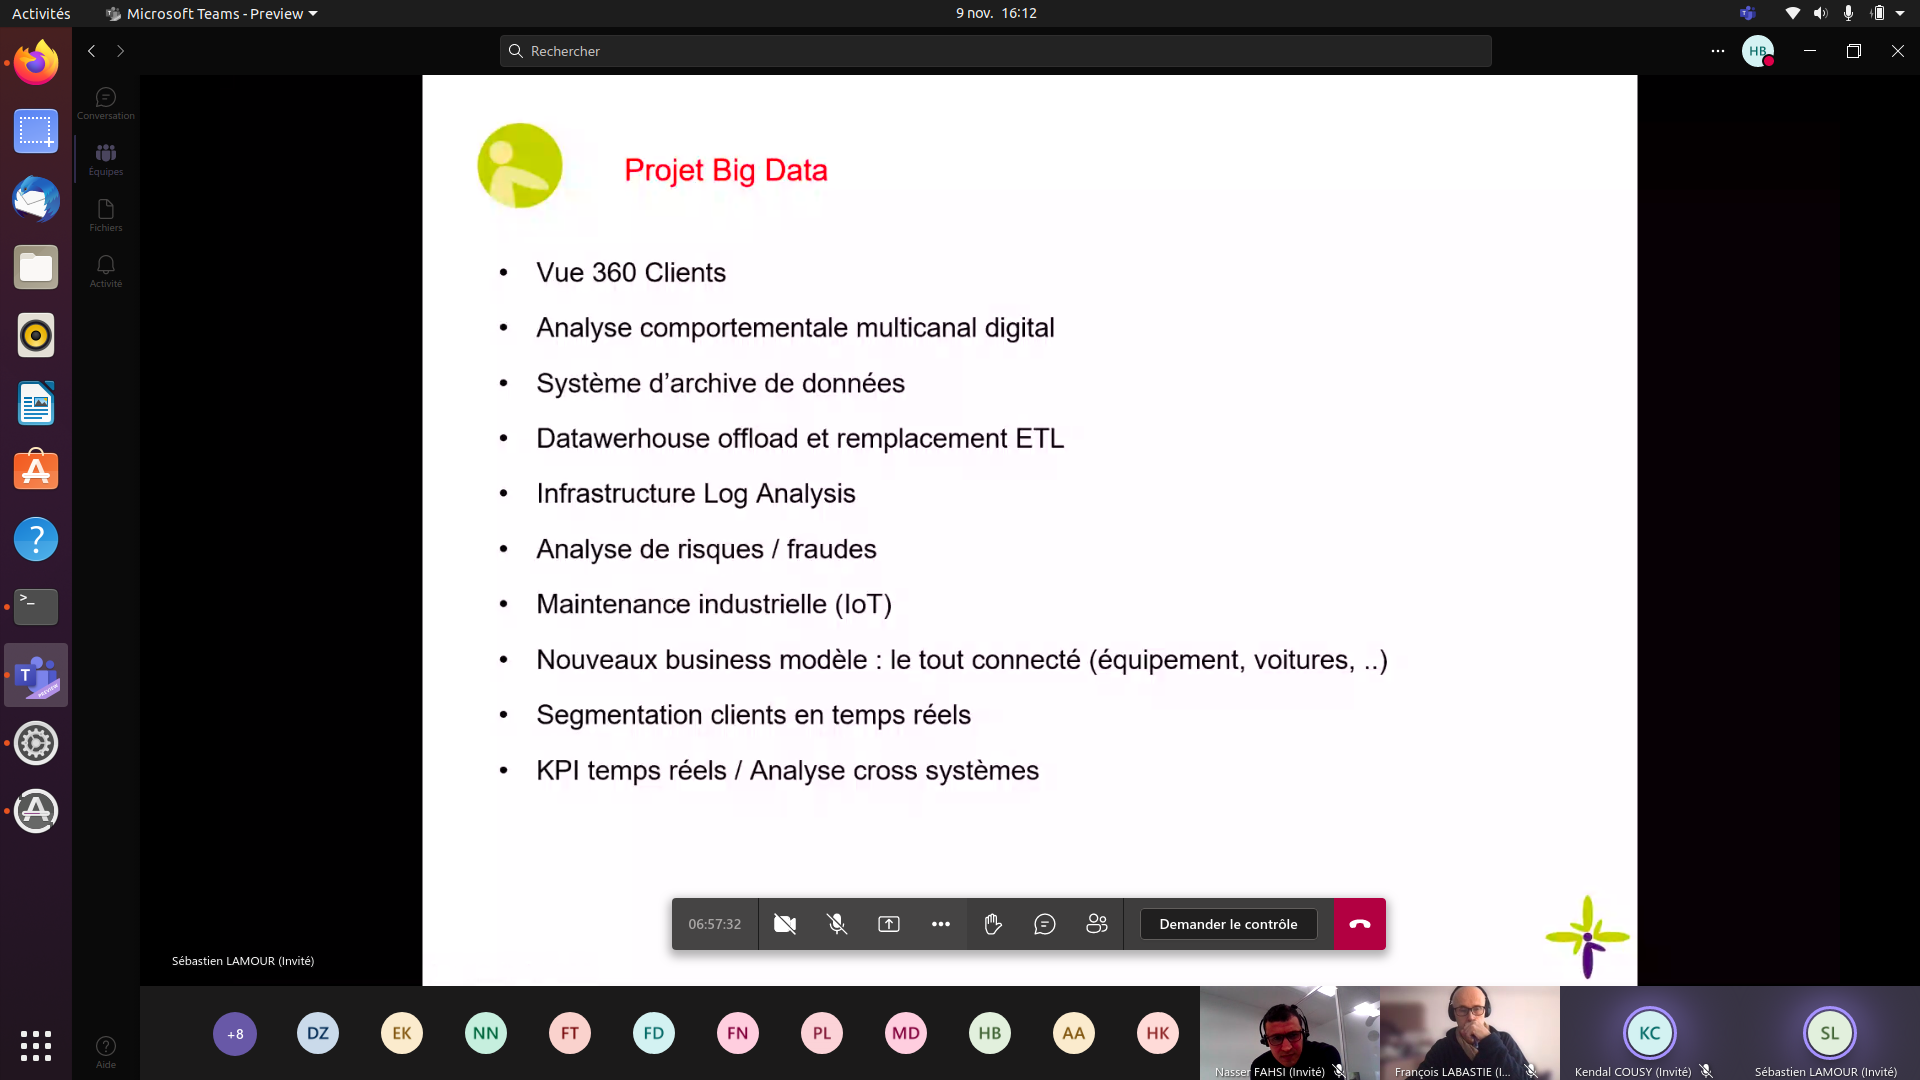 Activités
Microsoft Teams - Preview
9 nov. 16:12
Rechercher
HB
Conversation
Équipes
Fichiers
Activité
Projet Big Data
• Vue 360 Clients
• Analyse comportementale multicanal digital
• Système d'archive de données
• Datawerhouse offload et remplacement ETL
• Infrastructure Log Analysis
• Analyse de risques / fraudes
• Maintenance industrielle (IoT)
• Nouveaux business modèle : le tout connecté (équipement, voitures, ..)
• Segmentation clients en temps réels
• KPI temps réels / Analyse cross systèmes
06:57:32
Demander le contrôle
Sébastien LAMOUR (Invité)
+8
DZ
EK
NN
FT
FD
FN
PL
MD
HB
AA
HK
KC
SL
Nasser FAHSI (Invité)
François LABASTIE (I...
Kendal COUSY (Invité)
Sébastien LAMOUR (Invité)
Aide